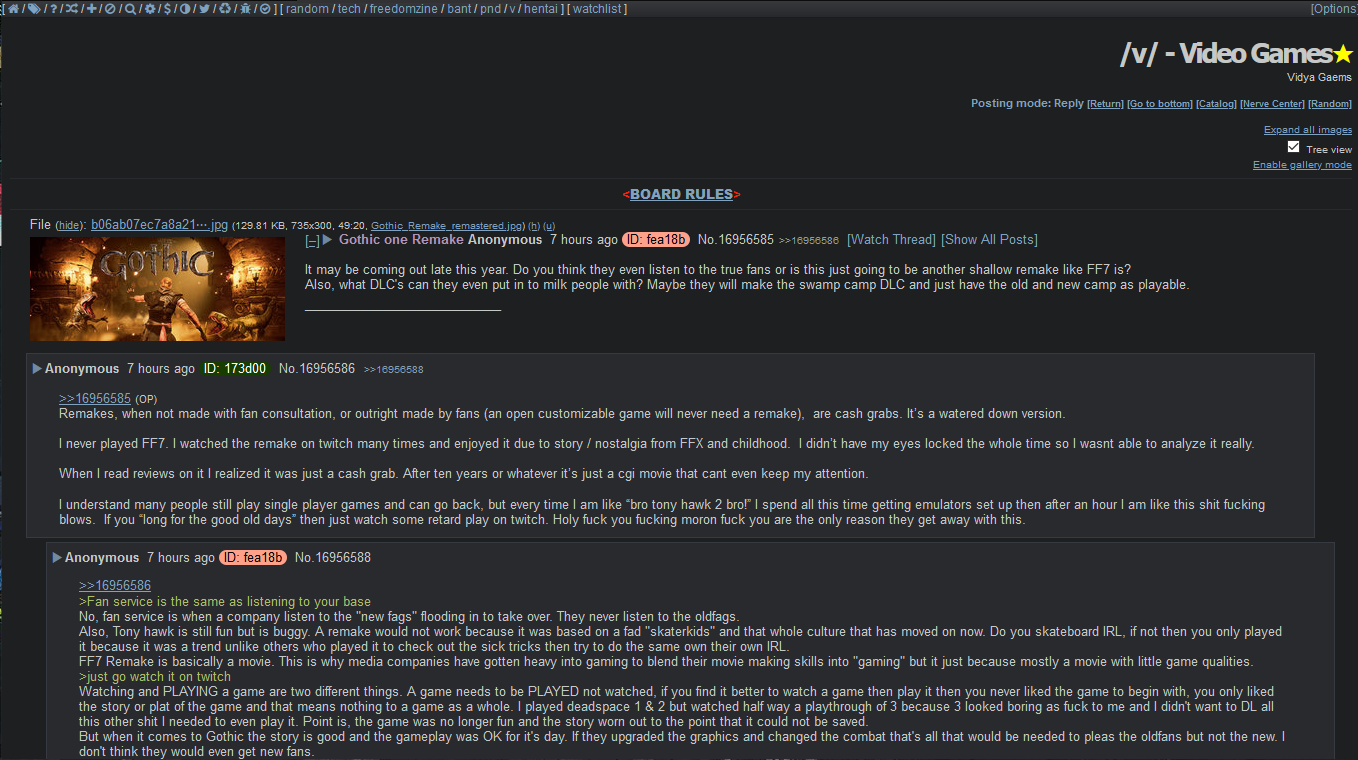 [ / / ? / / + / / / / $ / / / / / ] [ random / tech / freedomzine / bant / pnd / v / hentai ] [ watchlist ]
[Options]
/v/ - Video Games★
Vidya Gaems
Posting mode: Reply [Return] [Go to bottom] [Catalog] [Nerve Center] [Random]
Expand all images
Tree view
Enable gallery mode
<BOARD RULES>
File (hide): b06ab07ec7a8a21⋯.jpg (129.81 KB, 735x300, 49:20, Gothic_Remake_remastered.jpg) (h) (u)
GOTHIC
[_] ▶ Gothic one Remake Anonymous 7 hours ago ID: fea18b No.16956585 >>16956586 [Watch Thread] [Show All Posts]
It may be coming out late this year. Do you think they even listen to the true fans or is this just going to be another shallow remake like FF7 is?
Also, what DLC's can they even put in to milk people with? Maybe they will make the swamp camp DLC and just have the old and new camp as playable.
▶Anonymous 7 hours ago ID: 173d00 No.16956586 >>16956588
>>16956585 (OP)
Remakes, when not made with fan consultation, or outright made by fans (an open customizable game will never need a remake), are cash grabs. It's a watered down version.
I never played FF7. I watched the remake on twitch many times and enjoyed it due to story / nostalgia from FFX and childhood. I didn't have my eyes locked the whole time so I wasnt able to analyze it really.
When I read reviews on it I realized it was just a cash grab. After ten years or whatever it's just a cgi movie that cant even keep my attention.
I understand many people still play single player games and can go back, but every time I am like “bro tony hawk 2 bro!” I spend all this time getting emulators set up then after an hour I am like this shit fucking
blows. If you “long for the good old days” then just watch some retard play on twitch. Holy fuck you fucking moron fuck you are the only reason they get away with this.
▶Anonymous 7 hours ago ID: fea18b No.16956588
>>16956586
>Fan service is the same as listening to your base
No, fan service is when a company listen to the "new fags" flooding in to take over. They never listen to the oldfags.
Also, Tony hawk is still fun but is buggy. A remake would not work because it was based on a fad "skaterkids" and that whole culture that has moved on now. Do you skateboard IRL, if not then you only played
it because it was a trend unlike others who played it to check out the sick tricks then try to do the same own their own IRL.
FF7 Remake is basically a movie. This is why media companies have gotten heavy into gaming to blend their movie making skills into "gaming" but it just because mostly a movie with little game qualities.
>just go watch it on twitch
Watching and PLAYING a game are two different things. A game needs to be PLAYED not watched, if you find it better to watch a game then play it then you never liked the game to begin with, you only liked
the story or plat of the game and that means nothing to a game as a whole. I played deadspace 1 & 2 but watched half way a playthrough of 3 because 3 looked boring as fuck to me and I didn't want to DL all
this other shit I needed to even play it. Point is, the game was no longer fun and the story worn out to the point that it could not be saved.
But when it comes to Gothic the story is good and the gameplay was OK for it's day. If they upgraded the graphics and changed the combat that's all that would be needed to pleas the oldfans but not the new. I
don't think they would even get new fans.